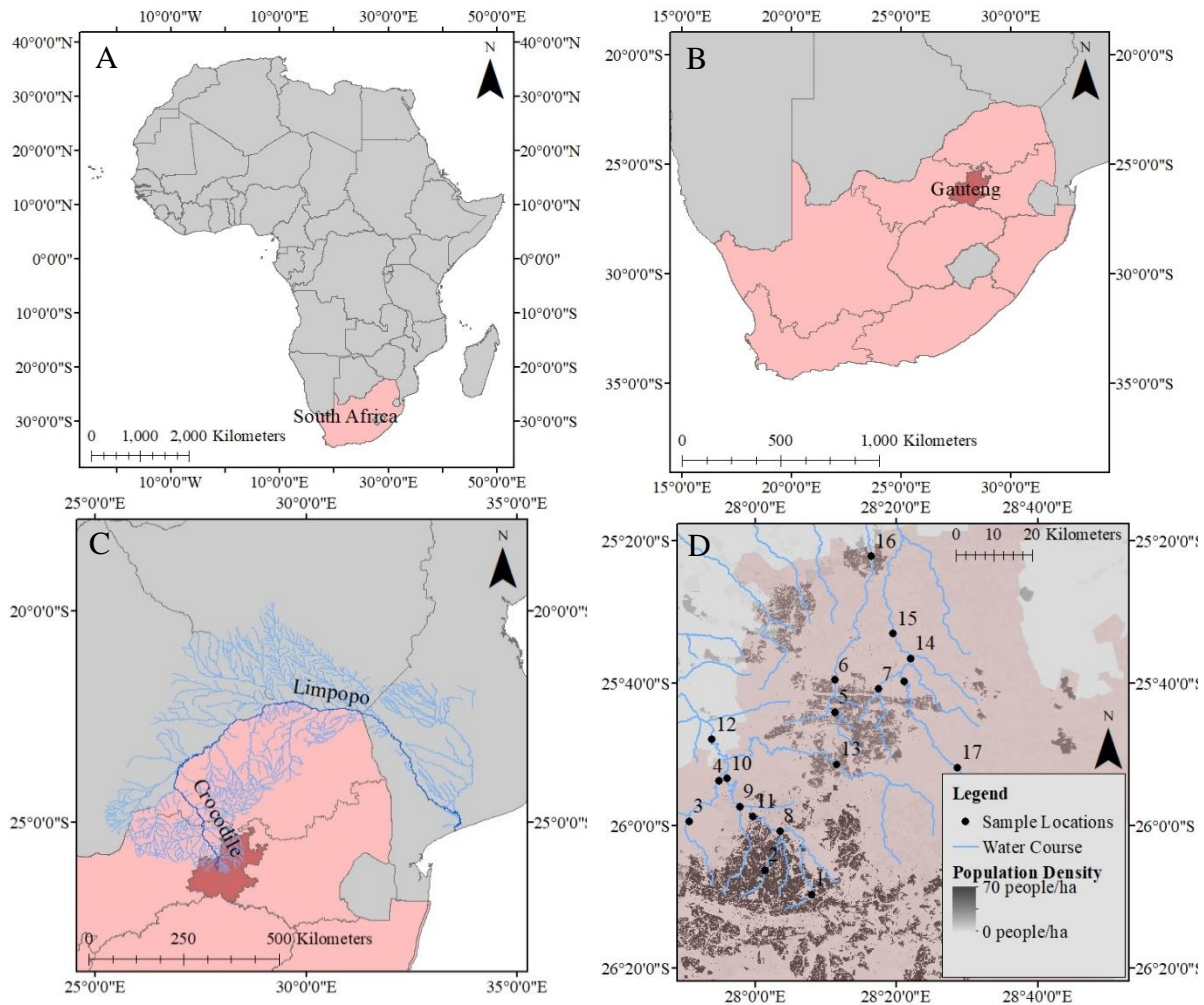 10°0'0"W 10°0'0"E 30°0'0"E 50°0'0"E
A
N
40°0'0"N 40°0'0"N
30°0'0"N 30°0'0"N
20°0'0"N 20°0'0"N
10°0'0"N 10°0'0"N
0°0'0" 0°0'0"
10°0'0"S 10°0'0"S
20°0'0"S 20°0'0"S
30°0'0"S 30°0'0"S
South Africa
0 1,000 2,000 Kilometers
10°0'0"W 10°0'0"E 30°0'0"E 50°0'0"E
15°0'0"E 20°0'0"E 25°0'0"E 30°0'0"E
B
N
20°0'0"S 20°0'0"S
25°0'0"S 25°0'0"S
Gauteng
30°0'0"S 30°0'0"S
35°0'0"S 35°0'0"S
0 500 1,000 Kilometers
15°0'0"E 20°0'0"E 25°0'0"E 30°0'0"E
25°0'0"E 30°0'0"E 35°0'0"E
C
N
20°0'0"S 20°0'0"S
Limpopo
Crocodile
25°0'0"S 25°0'0"S
0 250 500 Kilometers
25°0'0"E 30°0'0"E 35°0'0"E
28°0'0"E 28°20'0"E 28°40'0"E
D
0 10 20 Kilometers
25°20'0"S 25°20'0"S
16
15
14
6
7
25°40'0"S 25°40'0"S
5
N
12
13
17
4
10
9
11
3
8
26°0'0"S 26°0'0"S
2
1
Legend
Sample Locations
Water Course
Population Density
70 people/ha
0 people/ha
26°20'0"S 26°20'0"S
28°0'0"E 28°20'0"E 28°40'0"E